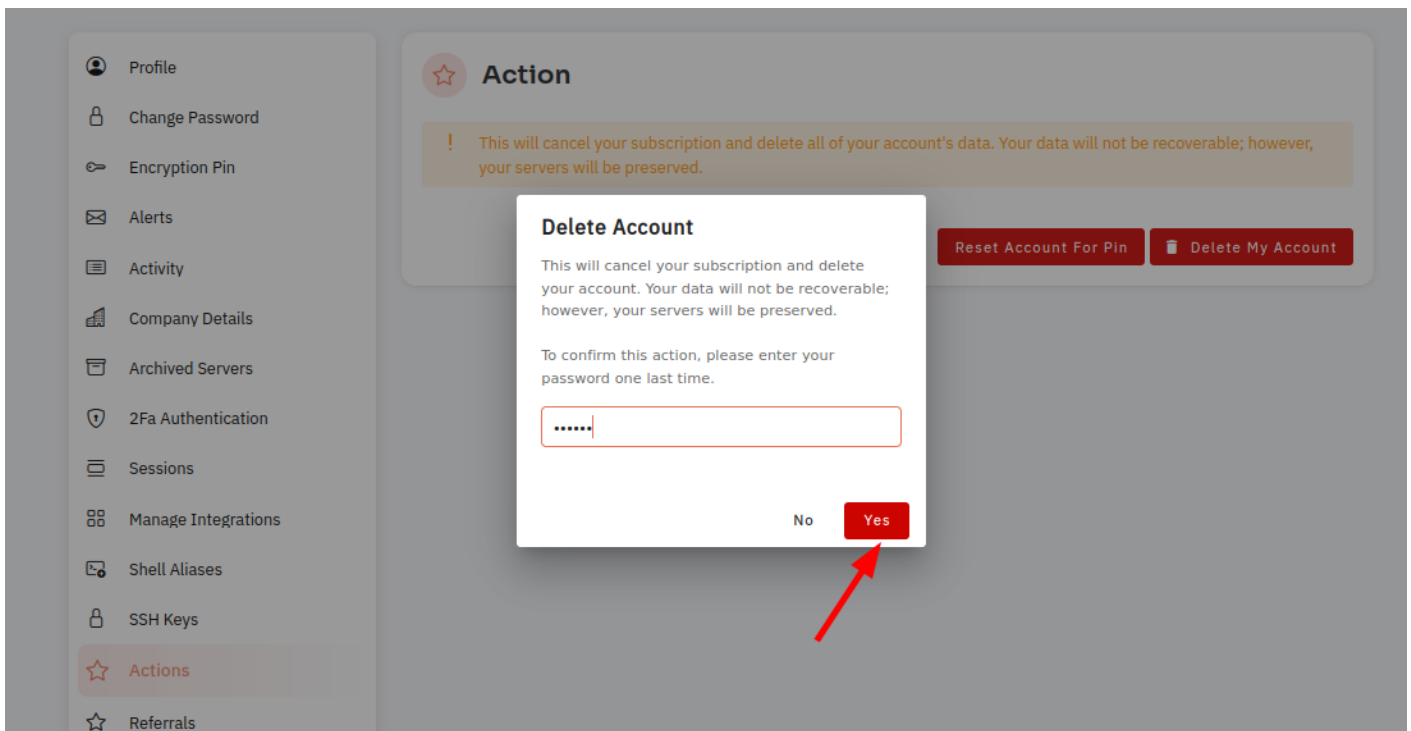 Profile
Change Password
Encryption Pin
Alerts
Activity
Company Details
Archived Servers
2Fa Authentication
Sessions
Manage Integrations
Shell Aliases
SSH Keys
Actions
Referrals
Action
! This will cancel your subscription and delete all of your account's data. Your data will not be recoverable; however,
your servers will be preserved.
Reset Account For Pin
Delete My Account
Delete Account
This will cancel your subscription and delete
your account. Your data will not be recoverable;
however, your servers will be preserved.
To confirm this action, please enter your
password one last time.
••••••
No
Yes